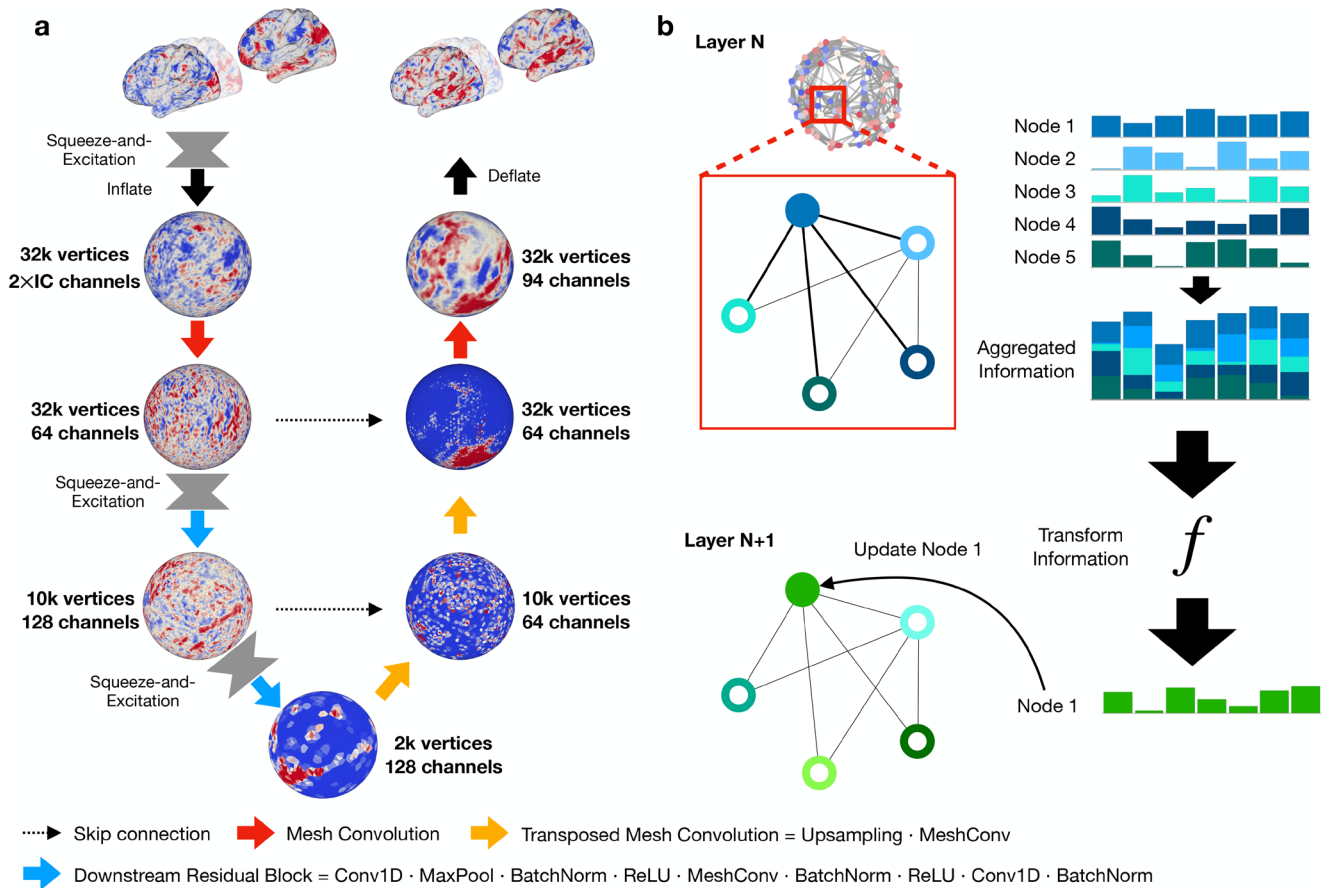 a
Squeeze-and-
Excitation
Inflate
Deflate
32k vertices
2×IC channels
32k vertices
94 channels
32k vertices
64 channels
32k vertices
64 channels
Squeeze-and-
Excitation
10k vertices
128 channels
10k vertices
64 channels
Squeeze-and-
Excitation
2k vertices
128 channels
b
Layer N
Node 1
Node 2
Node 3
Node 4
Node 5
Aggregated
Information
Transform
Information
f
Layer N+1
Update Node 1
Node 1
Skip connection
Mesh Convolution
Transposed Mesh Convolution = Upsampling · MeshConv
Downstream Residual Block = Conv1D · MaxPool · BatchNorm · ReLU · MeshConv · BatchNorm · ReLU · Conv1D · BatchNorm